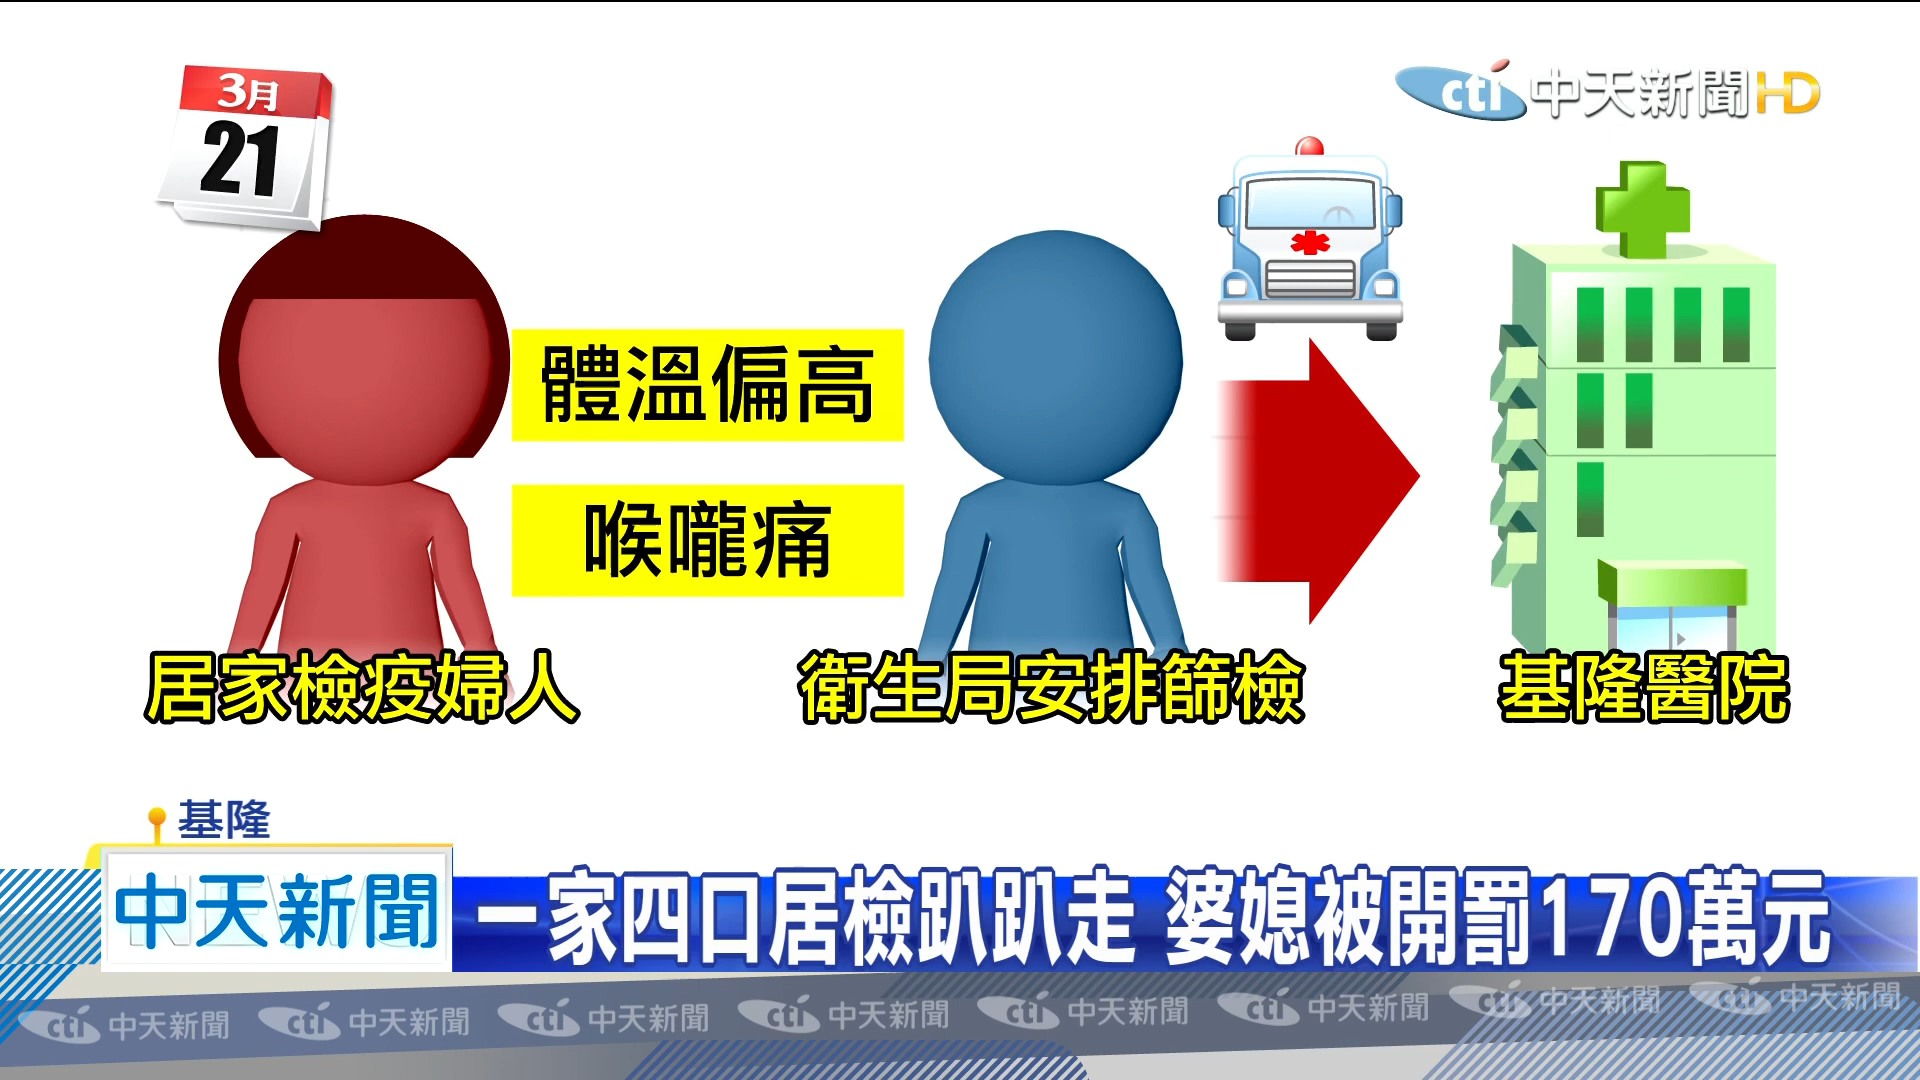 3月
21
cti 中天新聞HD
體溫偏高
喉嚨痛
居家檢疫婦人
衛生局安排篩檢
基隆醫院
基隆
中天新聞
一家四口居檢趴趴走 婆媳被開罰170萬元
cti 中天新聞 cti 中天新聞 cti 中天新聞 cti 中天新聞 cti 中天新聞 cti 中天新聞 cti 中天新聞 cti 中天新聞